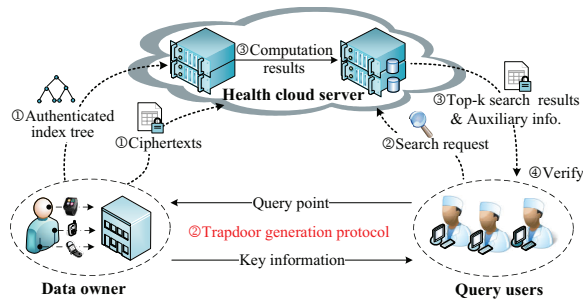 ③Computation
results
Health cloud server
①Authenticated
index tree
①Ciphertexts
③Top-k search results
& Auxiliary info.
②Search request
④Verify
Query point
②Trapdoor generation protocol
Key information
Data owner
Query users